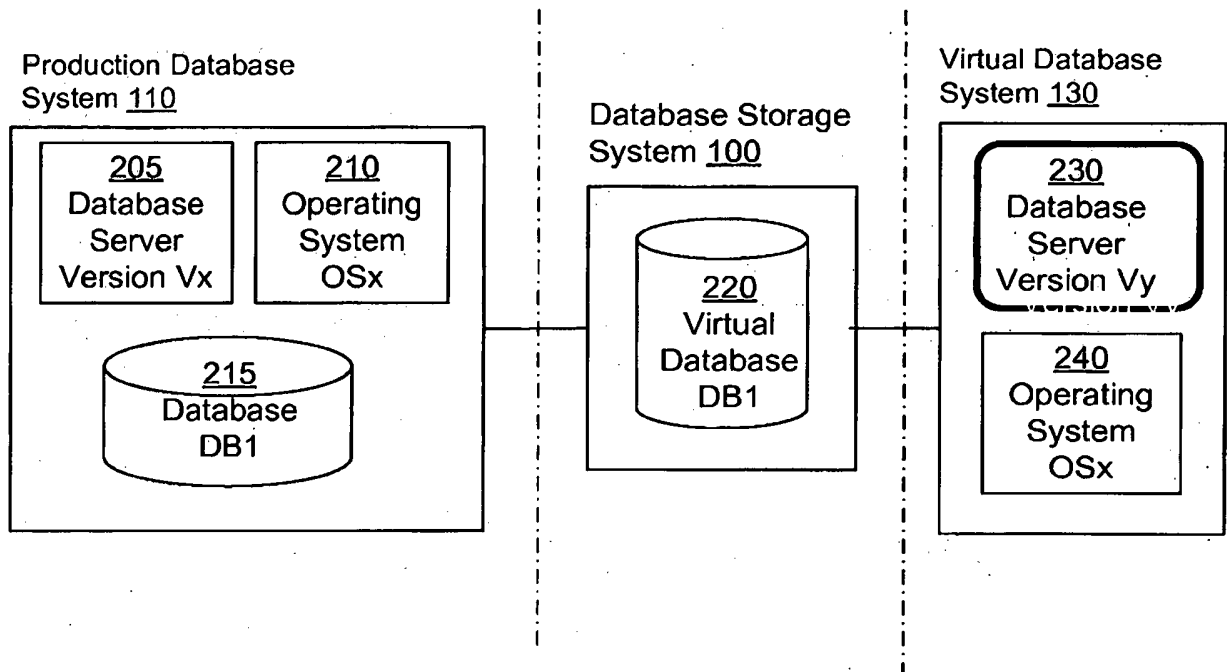 Production Database
System 110
205
Database
Server
Version Vx
210
Operating
System
OSx
215
Database
DB1
Database Storage
System 100
220
Virtual
Database
DB1
Virtual Database
System 130
230
Database
Server
Version Vy
240
Operating
System
OSx